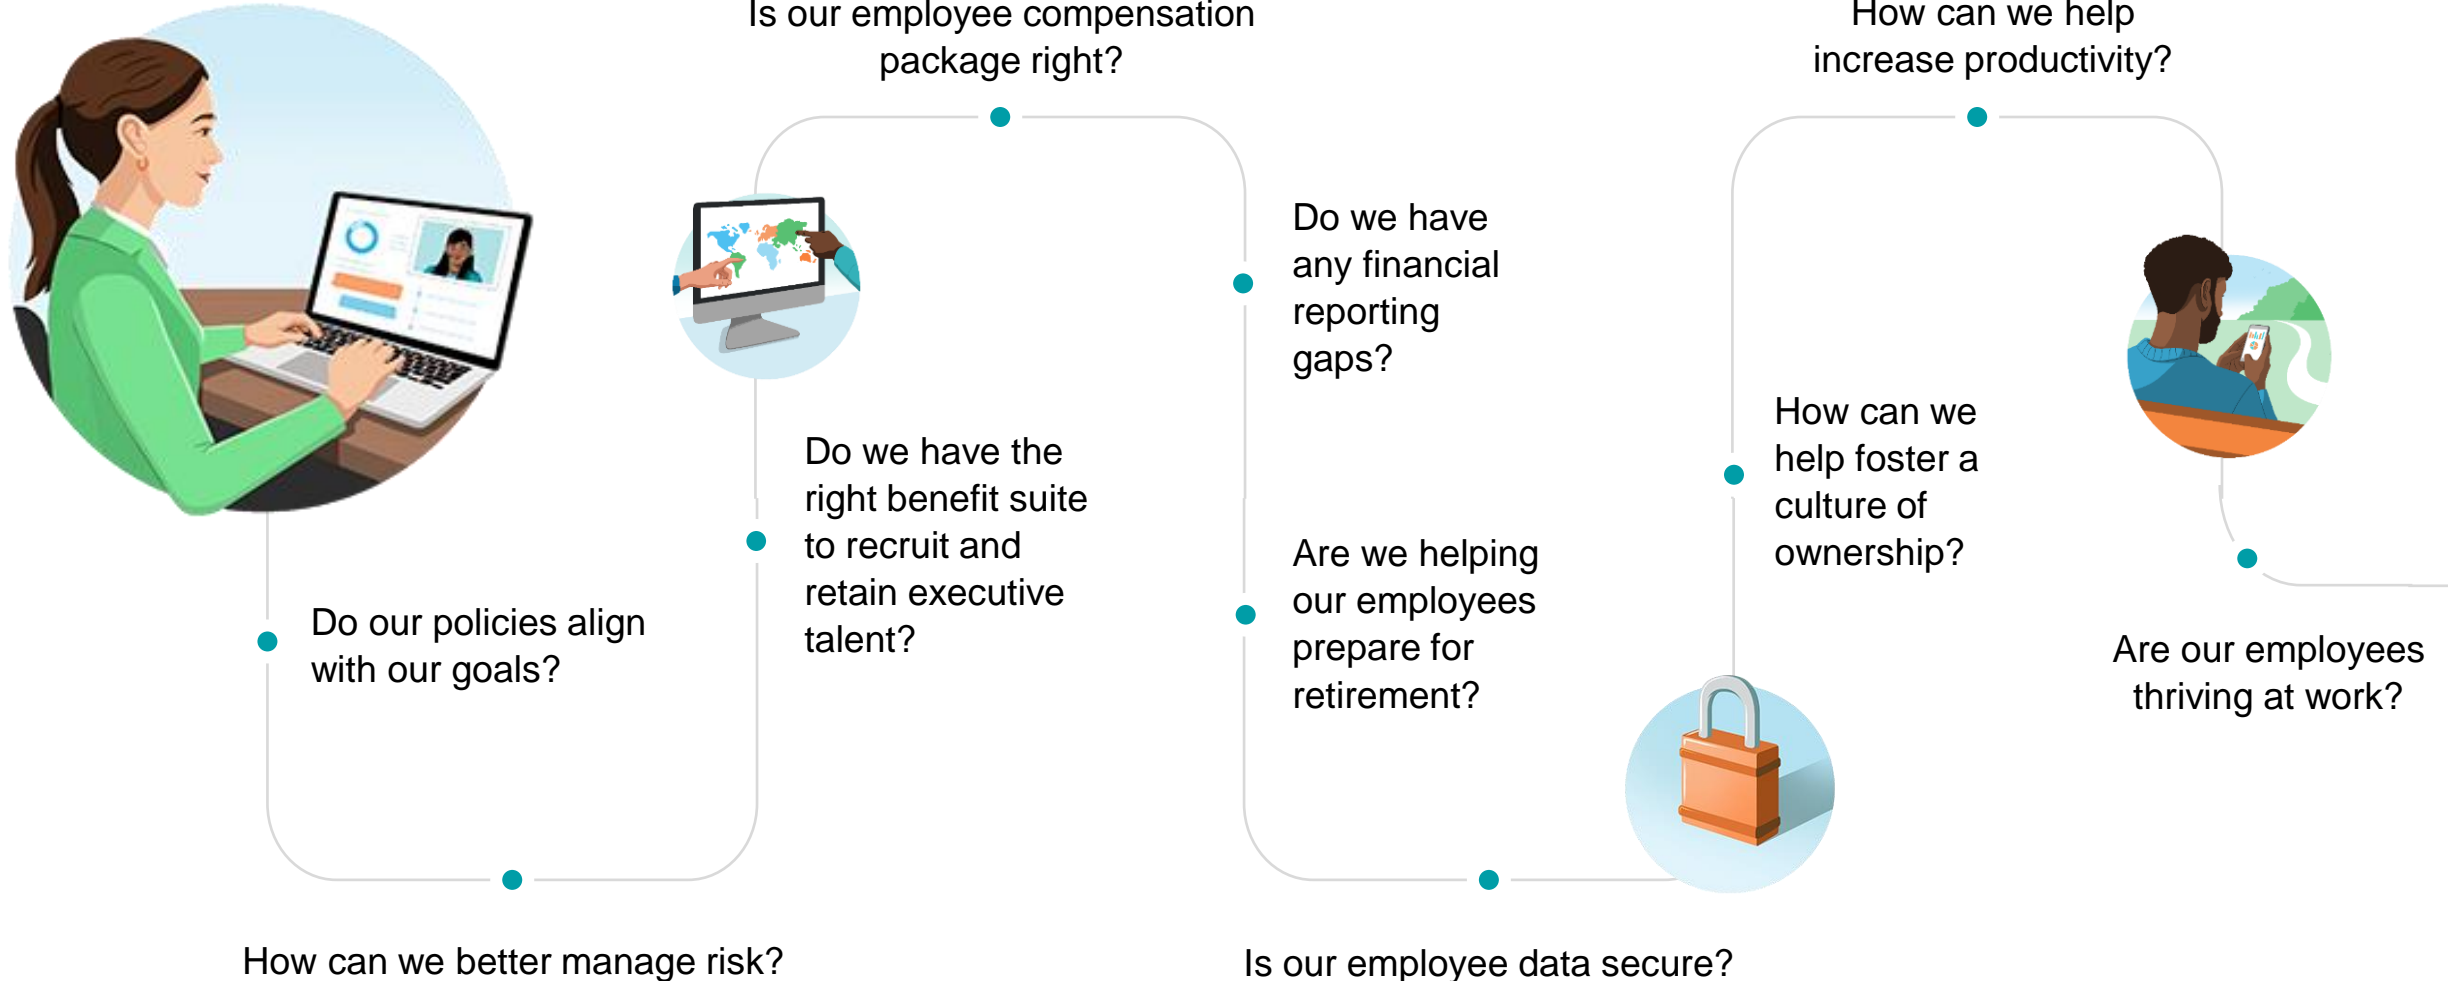 Do our policies align
with our goals?
How can we better manage risk?
Do we have the
right benefit suite
to recruit and
retain executive
talent?
Is our employee compensation
package right?
Do we have
any financial
reporting
gaps?
Are we helping
our employees
prepare for
retirement?
Is our employee data secure?
How can we
help foster a
culture of
ownership?
How can we help
increase productivity?
Are our employees
thriving at work?